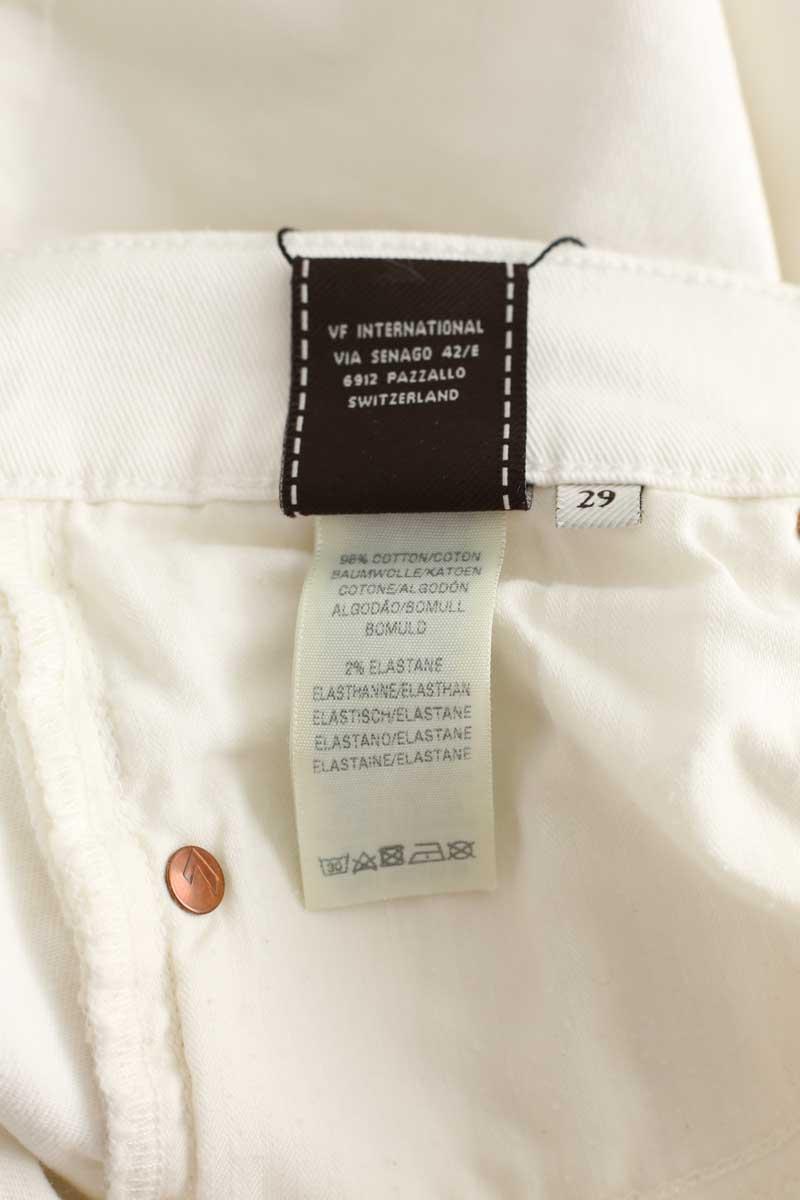 VF INTERNATIONAL
VIA SENAGO 42/E
6912 PAZZALLO
SWITZERLAND
29
98% COTTON/COTON
BAUMWOLLE/KATOEN
COTONE/ALGODÓN
ALGODÃO/BOMULL
BOMULD
2% ELASTANE
ELASTHANNE/ELASTHAN
ELASTISCH/ELASTANE
ELASTANO/ELASTANE
ELASTAINE/ELASTANE
30